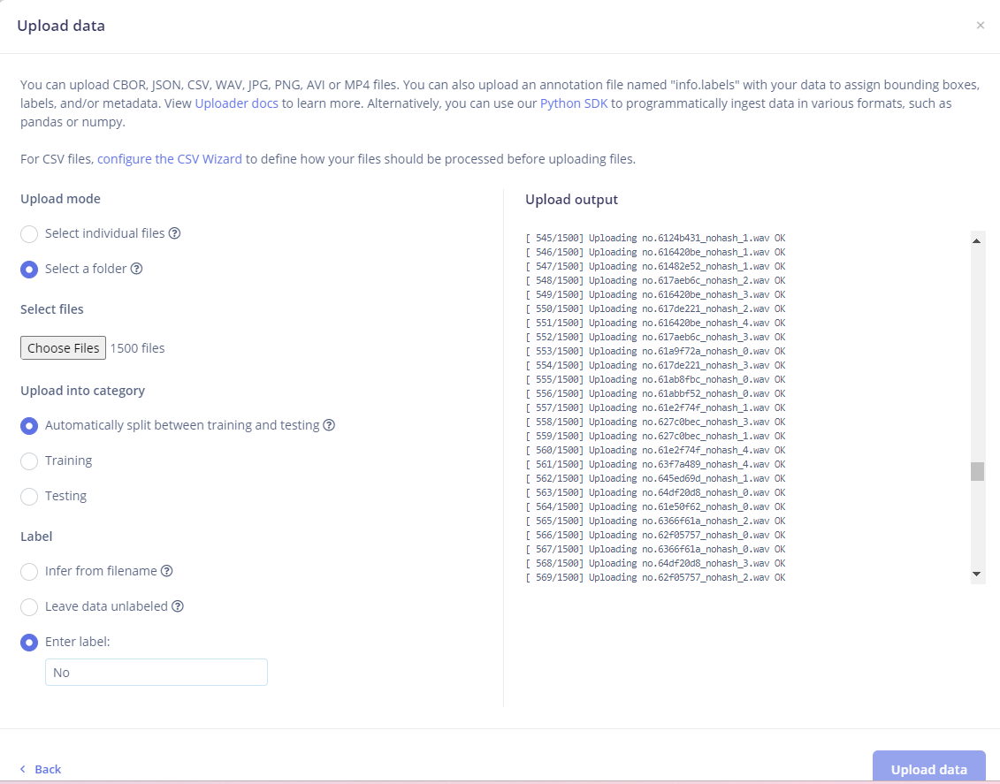 Upload data
×
You can upload CBOR, JSON, CSV, WAV, JPG, PNG, AVI or MP4 files. You can also upload an annotation file named "info.labels" with your data to assign bounding boxes,
labels, and/or metadata. View Uploader docs to learn more. Alternatively, you can use our Python SDK to programmatically ingest data in various formats, such as
pandas or numpy.
For CSV files, configure the CSV Wizard to define how your files should be processed before uploading files.
Upload mode
Select individual files ?
Select a folder ?
Select files
Choose Files 1500 files
Upload into category
Automatically split between training and testing ?
Training
Testing
Label
Infer from filename ?
Leave data unlabeled ?
Enter label:
No
Upload output
[ 545/1500] Uploading no.6124b431_nohash_1.wav OK
[ 546/1500] Uploading no.616420be_nohash_1.wav OK
[ 547/1500] Uploading no.61482e52_nohash_1.wav OK
[ 548/1500] Uploading no.617aeb6c_nohash_2.wav OK
[ 549/1500] Uploading no.616420be_nohash_3.wav OK
[ 550/1500] Uploading no.617de221_nohash_2.wav OK
[ 551/1500] Uploading no.616420be_nohash_4.wav OK
[ 552/1500] Uploading no.617aeb6c_nohash_3.wav OK
[ 553/1500] Uploading no.61a9f72a_nohash_0.wav OK
[ 554/1500] Uploading no.617de221_nohash_3.wav OK
[ 555/1500] Uploading no.61ab8fbc_nohash_0.wav OK
[ 556/1500] Uploading no.61abbf52_nohash_0.wav OK
[ 557/1500] Uploading no.61e2f74f_nohash_1.wav OK
[ 558/1500] Uploading no.627c0bec_nohash_3.wav OK
[ 559/1500] Uploading no.627c0bec_nohash_1.wav OK
[ 560/1500] Uploading no.61e2f74f_nohash_4.wav OK
[ 561/1500] Uploading no.63f7a489_nohash_4.wav OK
[ 562/1500] Uploading no.645ed69d_nohash_1.wav OK
[ 563/1500] Uploading no.64df20d8_nohash_0.wav OK
[ 564/1500] Uploading no.61e50f62_nohash_0.wav OK
[ 565/1500] Uploading no.6366f61a_nohash_2.wav OK
[ 566/1500] Uploading no.62f05757_nohash_0.wav OK
[ 567/1500] Uploading no.6366f61a_nohash_0.wav OK
[ 568/1500] Uploading no.64df20d8_nohash_3.wav OK
[ 569/1500] Uploading no.62f05757_nohash_2.wav OK
Back
Upload data